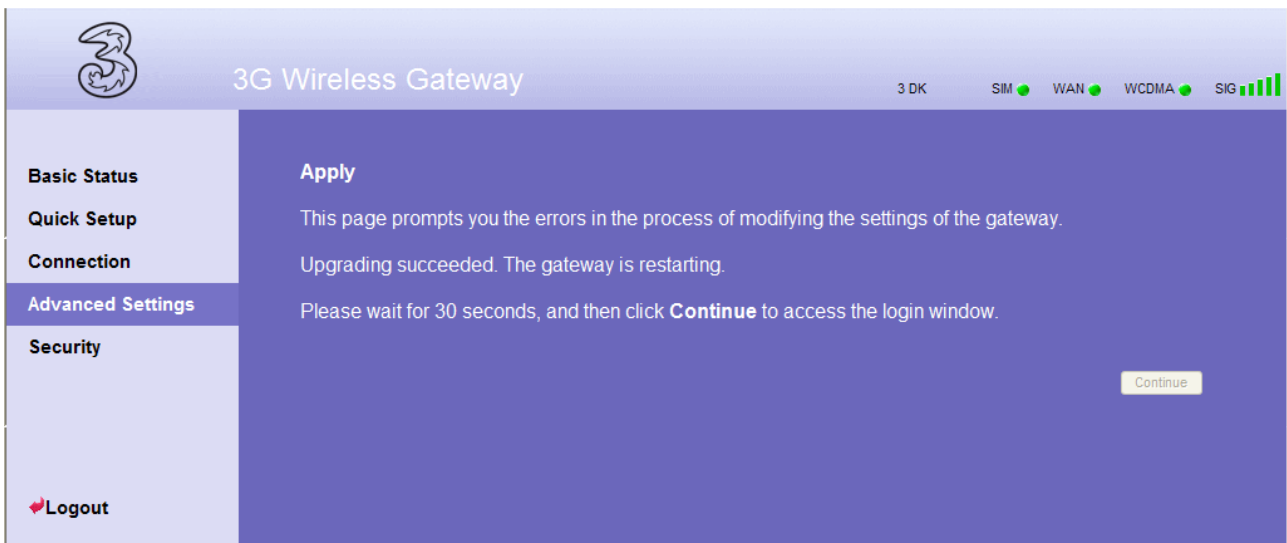 3G Wireless Gateway
3 DK SIM WAN WCDMA SIG
Basic Status
Quick Setup
Connection
Advanced Settings
Security
Logout
Apply
This page prompts you the errors in the process of modifying the settings of the gateway.
Upgrading succeeded. The gateway is restarting.
Please wait for 30 seconds, and then click Continue to access the login window.
Continue